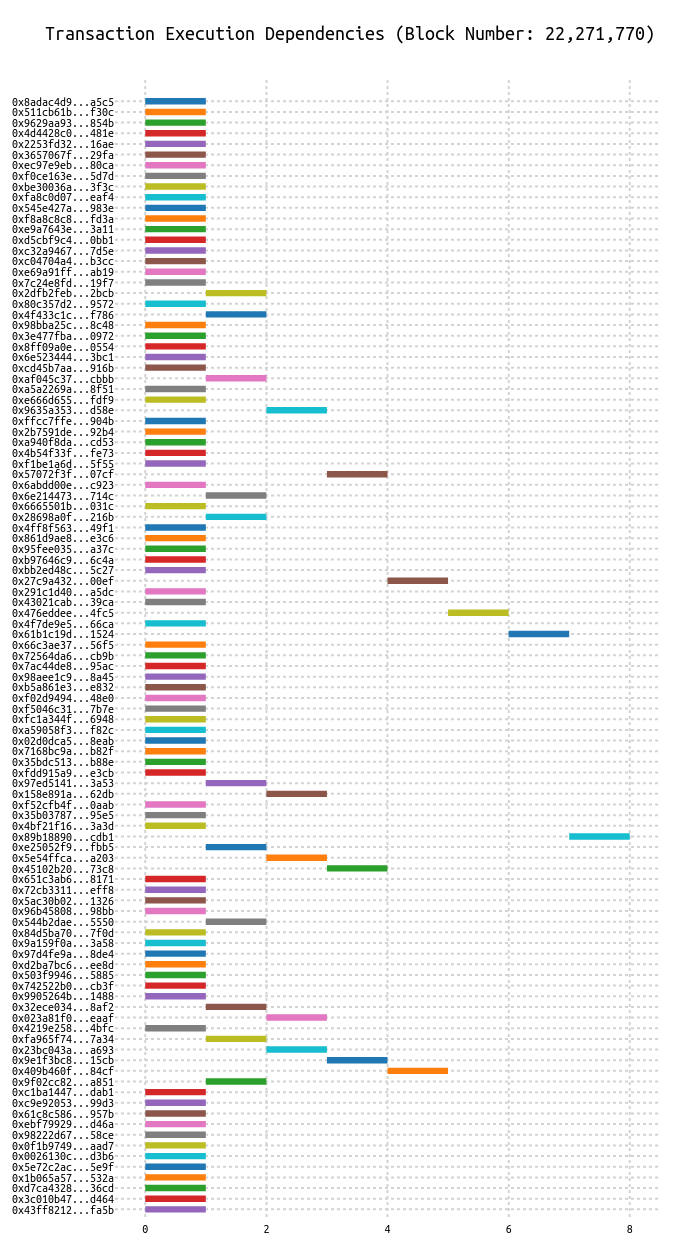 Transaction Execution Dependencies (Block Number: 22,271,770)
0x8adac4d9...a5c5
0x511cb61b...f30c
0x9629aa93...854b
0x4d4428c0...481e
0x2253fd32...16ae
0x3657067f...29fa
0xec97e9eb...80ca
0xf0ce163e...5d7d
0xbe30036a...3f3c
0xfa8c0d07...eaf4
0x545e427a...983e
0xf8a8c8c8...fd3a
0xe9a7643e...3a11
0xd5cbf9c4...0bb1
0xc32a9467...7d5e
0xc04704a4...b3cc
0xe69a91ff...ab19
0x7c24e8fd...19f7
0x2dfb2feb...2bcb
0x80c357d2...9572
0x4f433c1c...f786
0x98bba25c...8c48
0x3e477fba...0972
0x8ff09a0e...0554
0x6e523444...3bc1
0xcd45b7aa...916b
0xaf045c37...cbbb
0xa5a2269a...8f51
0xe666d655...fdf9
0x9635a353...d58e
0xffcc7ffe...904b
0x2b7591de...92b4
0xa940f8da...cd53
0x4b54f33f...fe73
0xf1be1a6d...5f55
0x57072f3f...07cf
0x6abdd00e...c923
0x6e214473...714c
0x6665501b...031c
0x28698a0f...216b
0x4ff8f563...49f1
0x861d9ae8...e3c6
0x95fee035...a37c
0xb97646c9...6c4a
0xbb2ed48c...5c27
0x27c9a432...00ef
0x291c1d40...a5dc
0x43021cab...39ca
0x476eddee...4fc5
0x4f7de9e5...66ca
0x61b1c19d...1524
0x66c3ae37...56f5
0x72564da6...cb9b
0x7ac44de8...95ac
0x98aee1c9...8a45
0xb5a861e3...e832
0xf02d9494...48e0
0xf5046c31...7b7e
0xfc1a344f...6948
0xa59058f3...f82c
0x02d0dca5...8eab
0x7168bc9a...b82f
0x35bdc513...b88e
0xfdd915a9...e3cb
0x97ed5141...3a53
0x158e891a...62db
0xf52cfb4f...0aab
0x35b03787...95e5
0x4bf21f16...3a3d
0x89b18890...cdb1
0xe25052f9...fbb5
0x5e54ffca...a203
0x45102b20...73c8
0x651c3ab6...8171
0x72cb3311...eff8
0x5ac30b02...1326
0x96b45808...98bb
0x544b2dae...5550
0x84d5ba70...7f0d
0x9a159f0a...3a58
0x97d4fe9a...8de4
0xd2ba7bc6...ee8d
0x503f9946...5885
0x742522b0...cb3f
0x9905264b...1488
0x32ece034...8af2
0x023a81f0...eaaf
0x4219e258...4bfc
0xfa965f74...7a34
0x23bc043a...a693
0x9e1f3bc8...15cb
0x409b460f...84cf
0x9f02cc82...a851
0xc1ba1447...dab1
0xc9e92053...99d3
0x61c8c586...957b
0xebf79929...d46a
0x98222d67...58ce
0x0f1b9749...aad7
0x0026130c...d3b6
0x5e72c2ac...5e9f
0x1b065a57...532a
0xd7ca4328...36cd
0x3c010b47...d464
0x43ff8212...fa5b
0 2 4 6 8